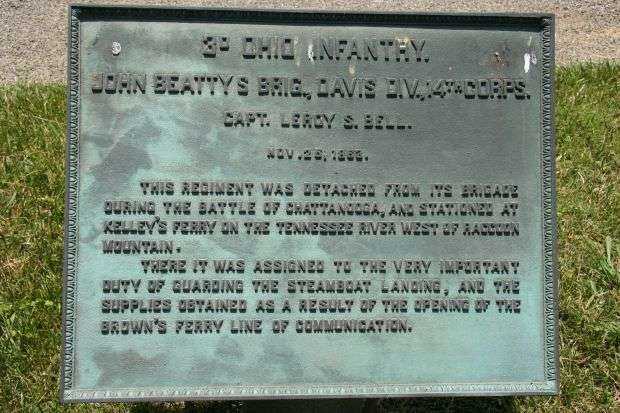 3D OHIO INFANTRY.
JOHN BEATTYS BRIG., DAVIS DIV., 14TH CORPS.
CAPT. LEROY S. BELL.
NOV. 25, 1863.
THIS REGIMENT WAS DETACHED FROM ITS BRIGADE
DURING THE BATTLE OF CHATTANOOGA, AND STATIONED AT
KELLEY'S FERRY ON THE TENNESSEE RIVER WEST OF RACCOON
MOUNTAIN.
THERE IT WAS ASSIGNED TO THE VERY IMPORTANT
DUTY OF GUARDING THE STEAMBOAT LANDING, AND THE
SUPPLIES OBTAINED AS A RESULT OF THE OPENING OF THE
BROWN'S FERRY LINE OF COMMUNICATION.